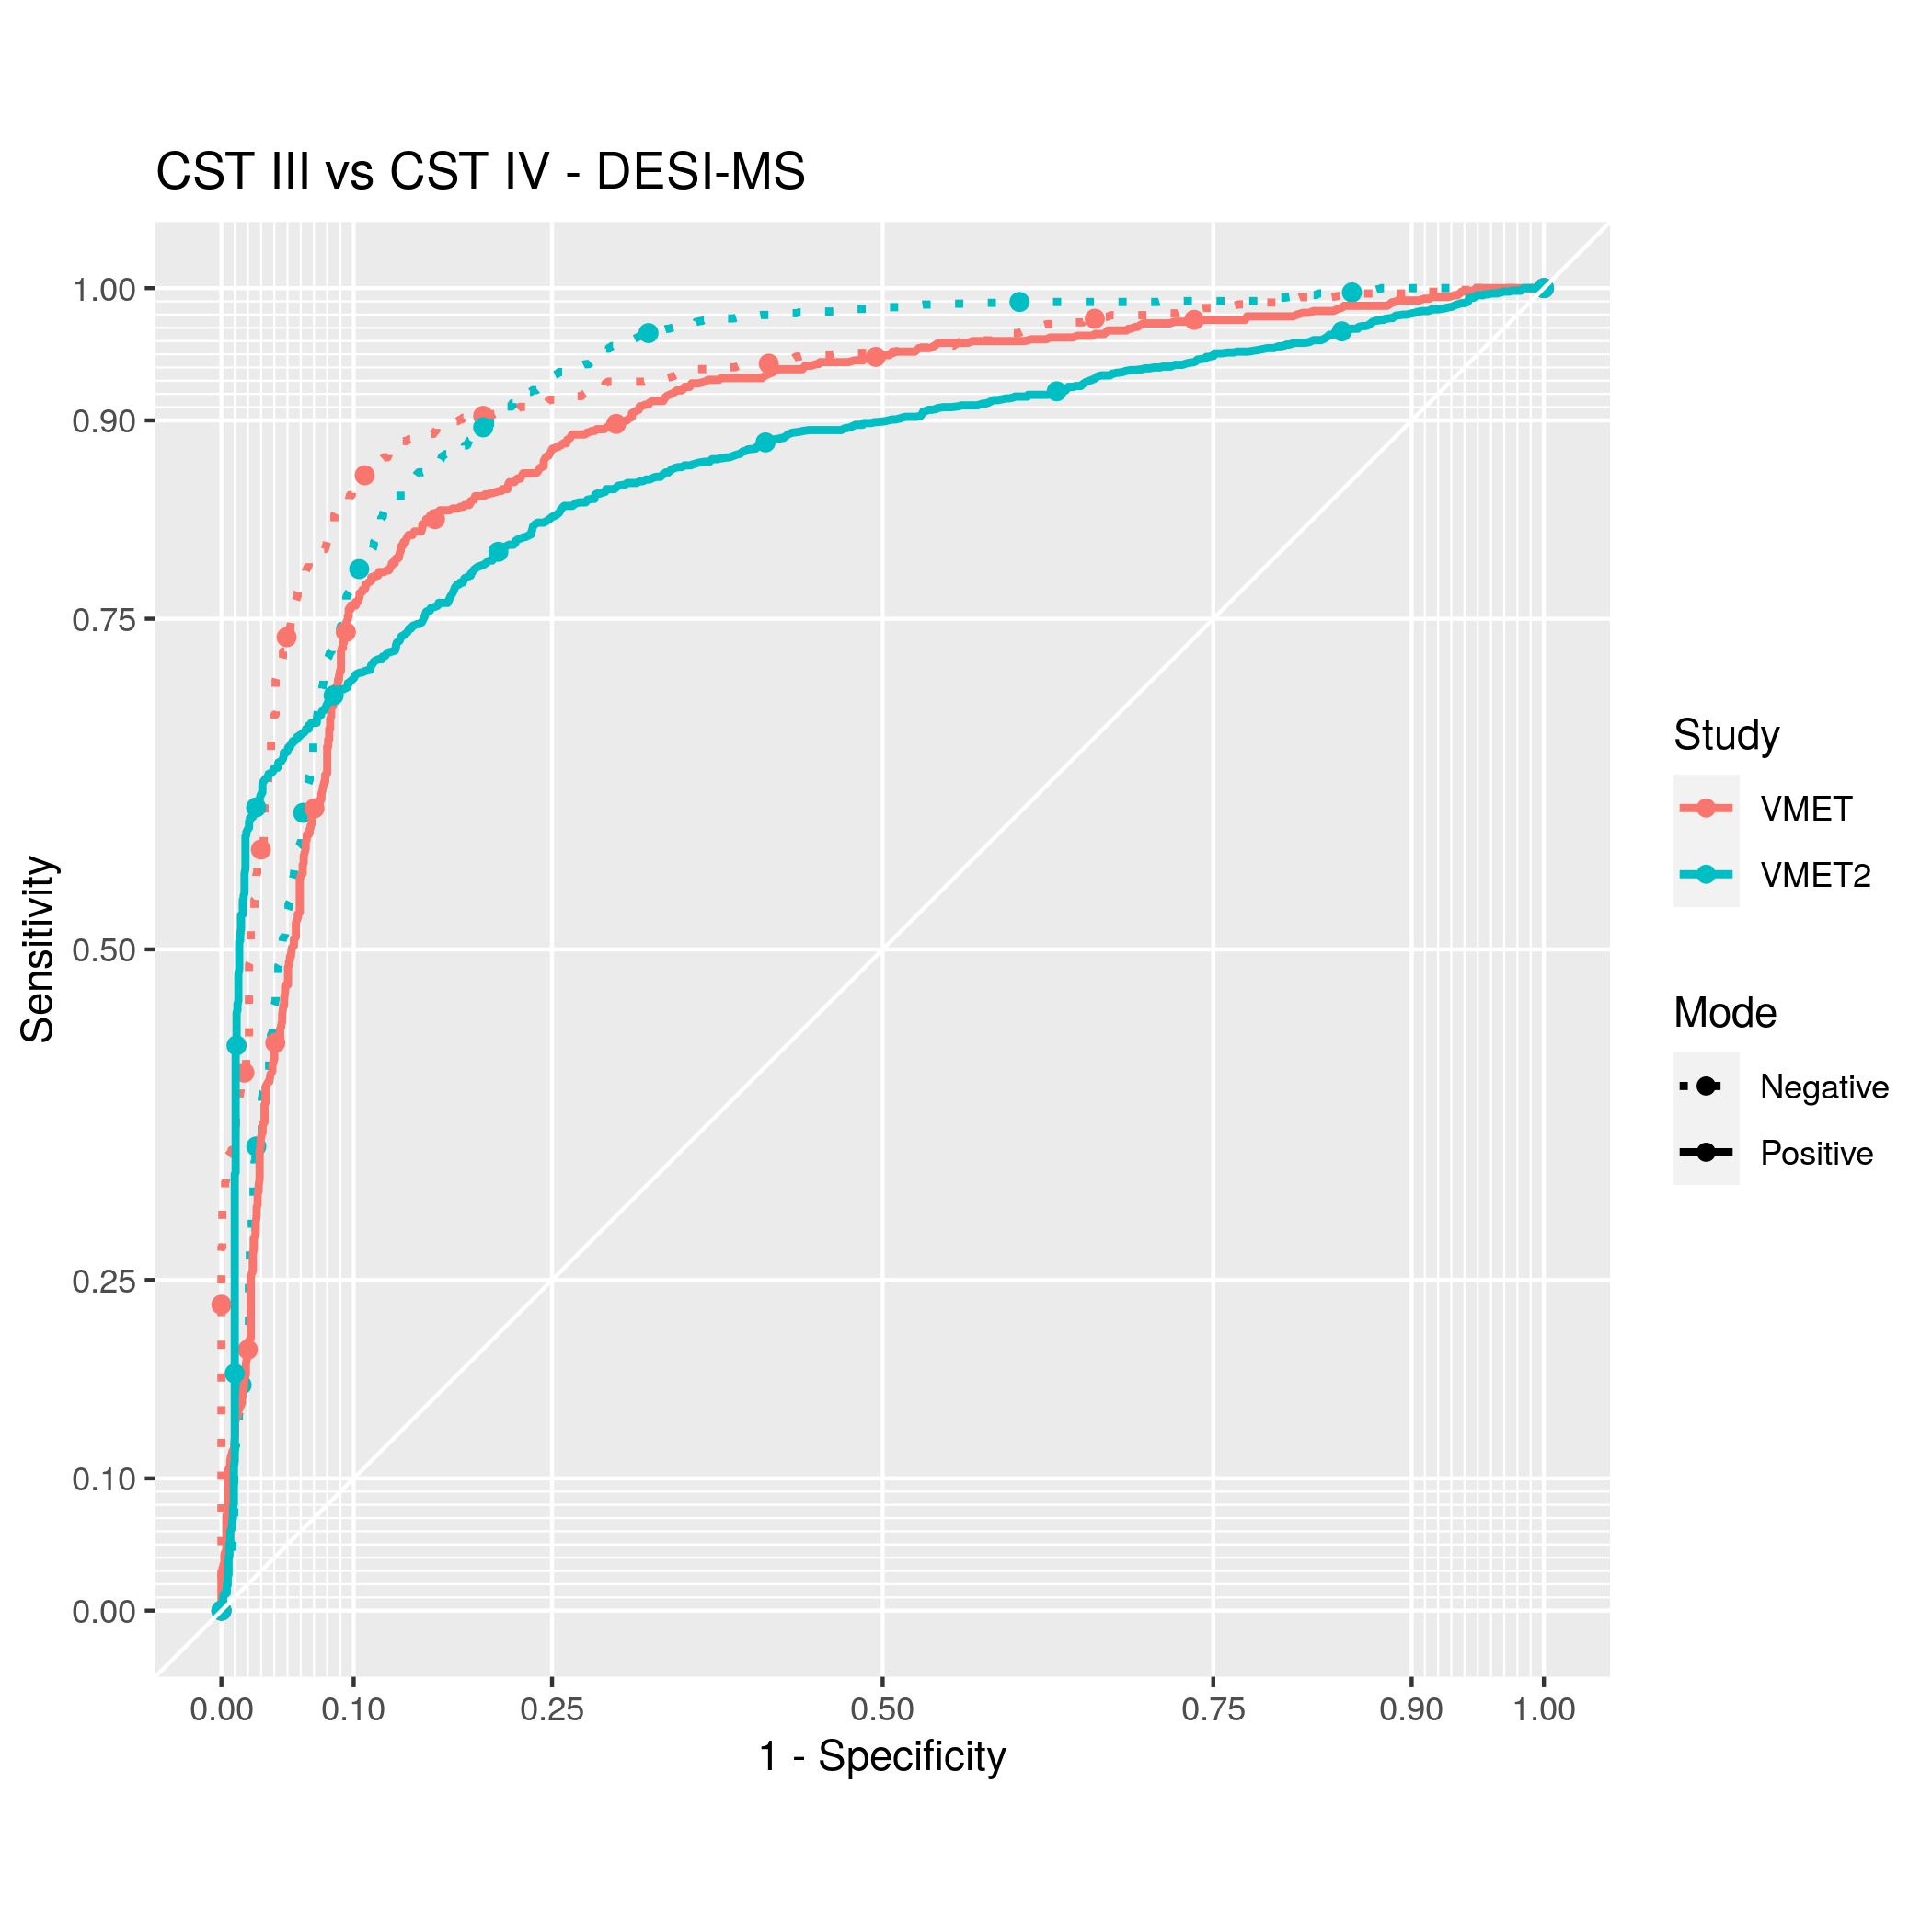 CST III vs CST IV - DESI-MS
1.00
0.90
0.75
0.50
0.25
0.10
0.00
Sensitivity
0.00 0.10 0.25 0.50 0.75 0.90 1.00
1 - Specificity
Study
VMET
VMET2
Mode
Negative
Positive